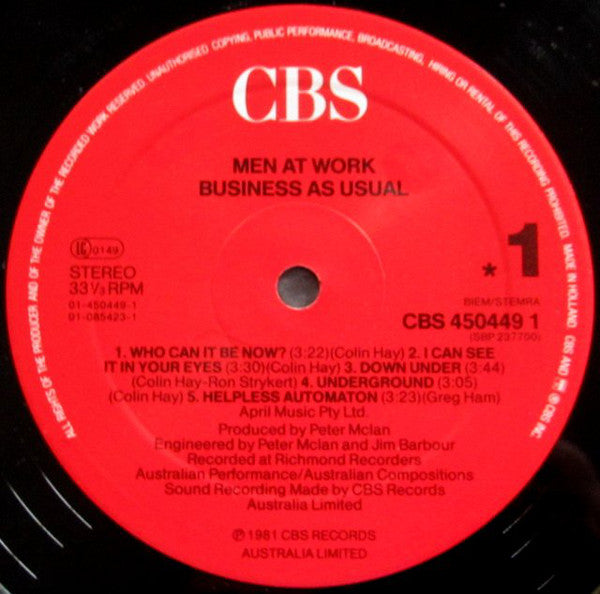 ALL RIGHTS OF THE PRODUCER AND OF THE OWNER OF THE RECORDED WORK RESERVED. UNAUTHORISED COPYING, PUBLIC PERFORMANCE, BROADCASTING, HIRING OR RENTAL OF THIS RECORDING PROHIBITED. MADE IN HOLLAND CBS AND ® CBS INC.
CBS
MEN AT WORK
BUSINESS AS USUAL
LC 0149
STEREO
33⅓ RPM
01-450449-1
01-085423-1
* 1
BIEM/STEMRA
CBS 450449 1
(SBP 237700)
1. WHO CAN IT BE NOW? (3:22)(Colin Hay) 2. I CAN SEE
IT IN YOUR EYES (3:30)(Colin Hay) 3. DOWN UNDER (3:44)
(Colin Hay-Ron Strykert) 4. UNDERGROUND (3:05)
(Colin Hay) 5. HELPLESS AUTOMATON (3:23)(Greg Ham)
April Music Pty Ltd.
Produced by Peter McIan
Engineered by Peter McIan and Jim Barbour
Recorded at Richmond Recorders
Australian Performance/Australian Compositions
Sound Recording Made by CBS Records
Australia Limited
℗ 1981 CBS RECORDS
AUSTRALIA LIMITED